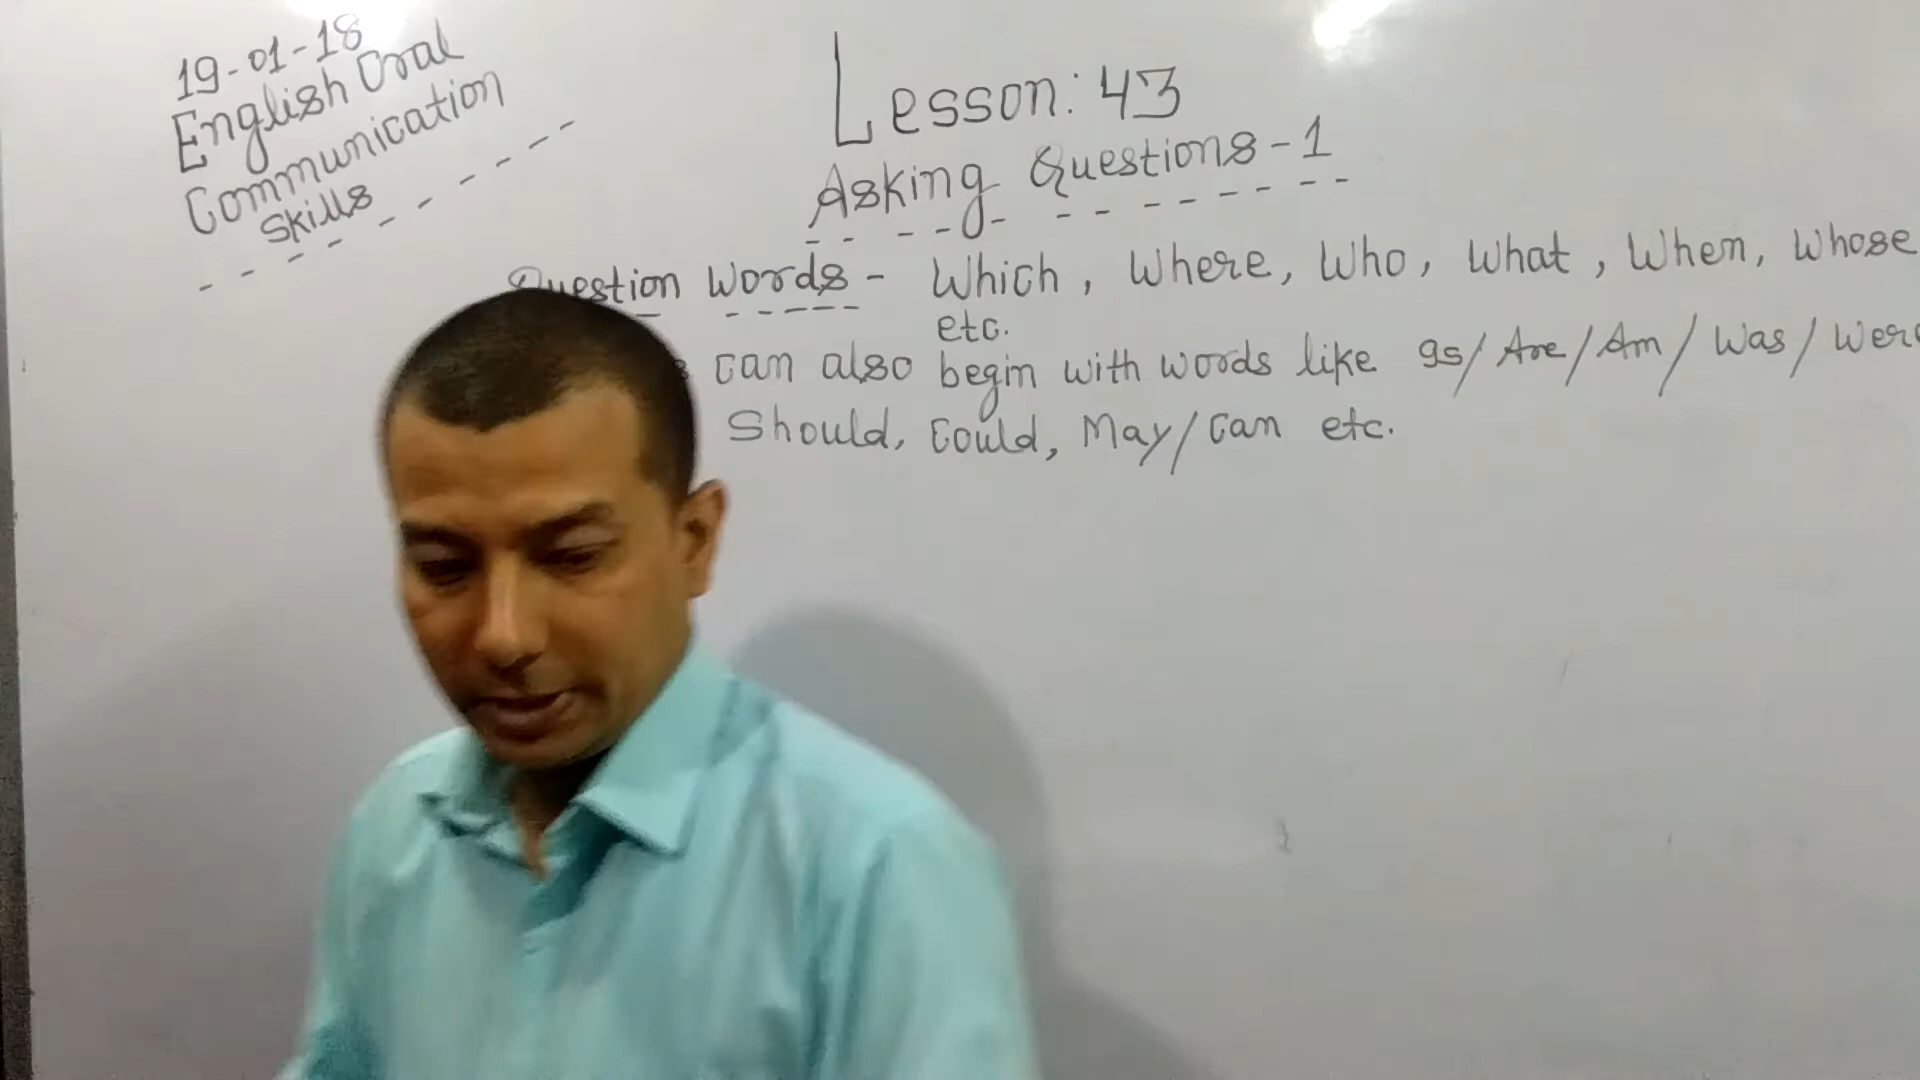 19-01-18
English Oral
Communication
Skills
Lesson: 43
Asking Questions-1
Question Words - Which, Where, Who, What, When, Whose
etc.
can also begin with words like Is/Are/Am/Was/Were
Should, Could, May/Can etc.